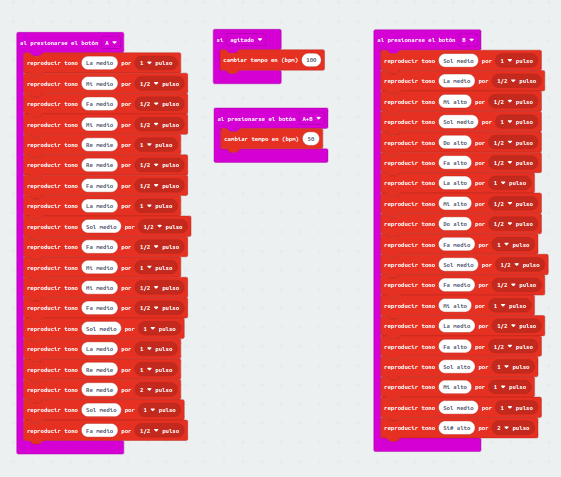 al presionarse el botón A
reproducir tono La medio por 1 pulso
reproducir tono Mi medio por 1/2 pulso
reproducir tono Fa medio por 1/2 pulso
reproducir tono Mi medio por 1/2 pulso
reproducir tono Re medio por 1 pulso
reproducir tono Re medio por 1/2 pulso
reproducir tono Fa medio por 1/2 pulso
reproducir tono La medio por 1 pulso
reproducir tono Sol medio por 1/2 pulso
reproducir tono Fa medio por 1/2 pulso
reproducir tono Mi medio por 1 pulso
reproducir tono Mi medio por 1/2 pulso
reproducir tono Fa medio por 1/2 pulso
reproducir tono Sol medio por 1 pulso
reproducir tono La medio por 1 pulso
reproducir tono Re medio por 1 pulso
reproducir tono Re medio por 2 pulso
reproducir tono Sol medio por 1 pulso
reproducir tono Fa medio por 1/2 pulso
si agitado
cambiar tempo en (bpm) 100
al presionarse el botón A+B
cambiar tempo en (bpm) 50
al presionarse el botón B
reproducir tono Sol medio por 1 pulso
reproducir tono La medio por 1/2 pulso
reproducir tono Mi alto por 1/2 pulso
reproducir tono Sol medio por 1 pulso
reproducir tono Do alto por 1/2 pulso
reproducir tono Fa alto por 1/2 pulso
reproducir tono La alto por 1 pulso
reproducir tono Mi alto por 1/2 pulso
reproducir tono Do alto por 1/2 pulso
reproducir tono Fa medio por 1 pulso
reproducir tono Sol medio por 1/2 pulso
reproducir tono Fa medio por 1/2 pulso
reproducir tono Mi alto por 1 pulso
reproducir tono La medio por 1/2 pulso
reproducir tono Fa alto por 1/2 pulso
reproducir tono Sol alto por 1 pulso
reproducir tono Mi alto por 1 pulso
reproducir tono Sol medio por 1 pulso
reproducir tono Si# alto por 2 pulso